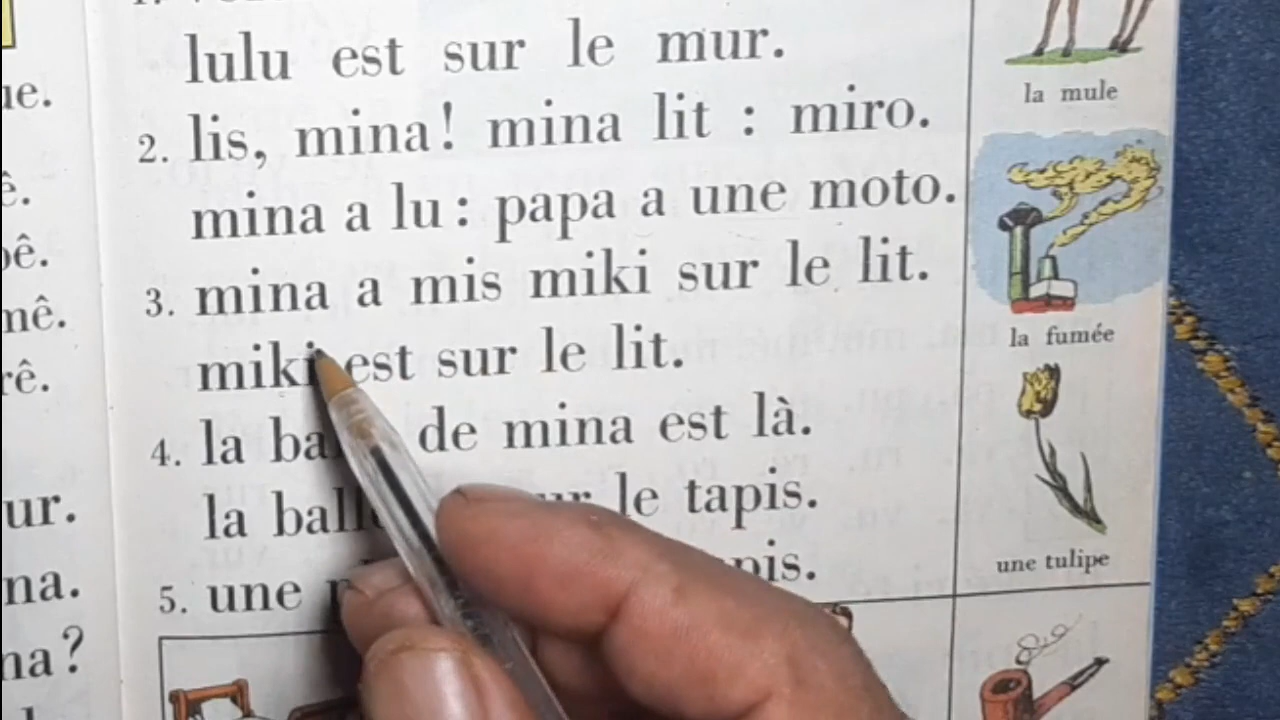 lulu est sur le mur.
2. lis, mina! mina lit : miro.
mina a lu : papa a une moto.
3. mina a mis miki sur le lit.
miki est sur le lit.
4. la de mina est là.
la le tapis.
5. une
la mule
la fumée
une tulipe
ur.